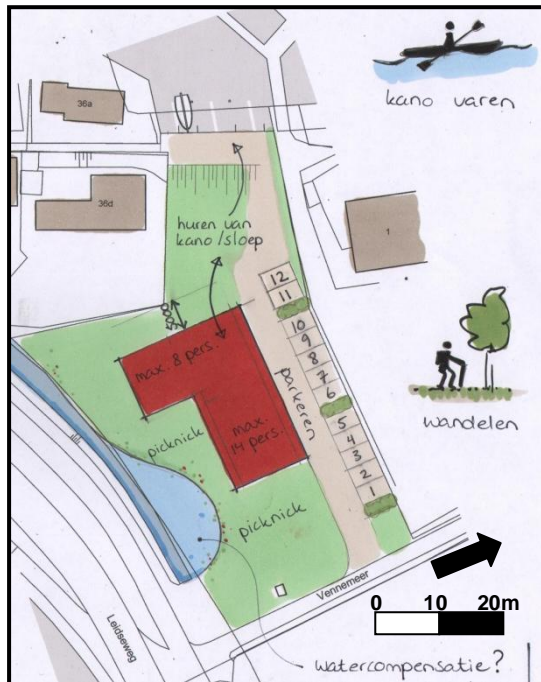 kano varen
36a
36d
huren van
kano/sloep
1
12
11
10
9
8
7
6
5
4
3
2
1
parkeren
max. 8 pers.
max.
14 pers.
wandelen
picknick
picknick
Vennemeer
Leidseweg
0 10 20m
watercompensatie?